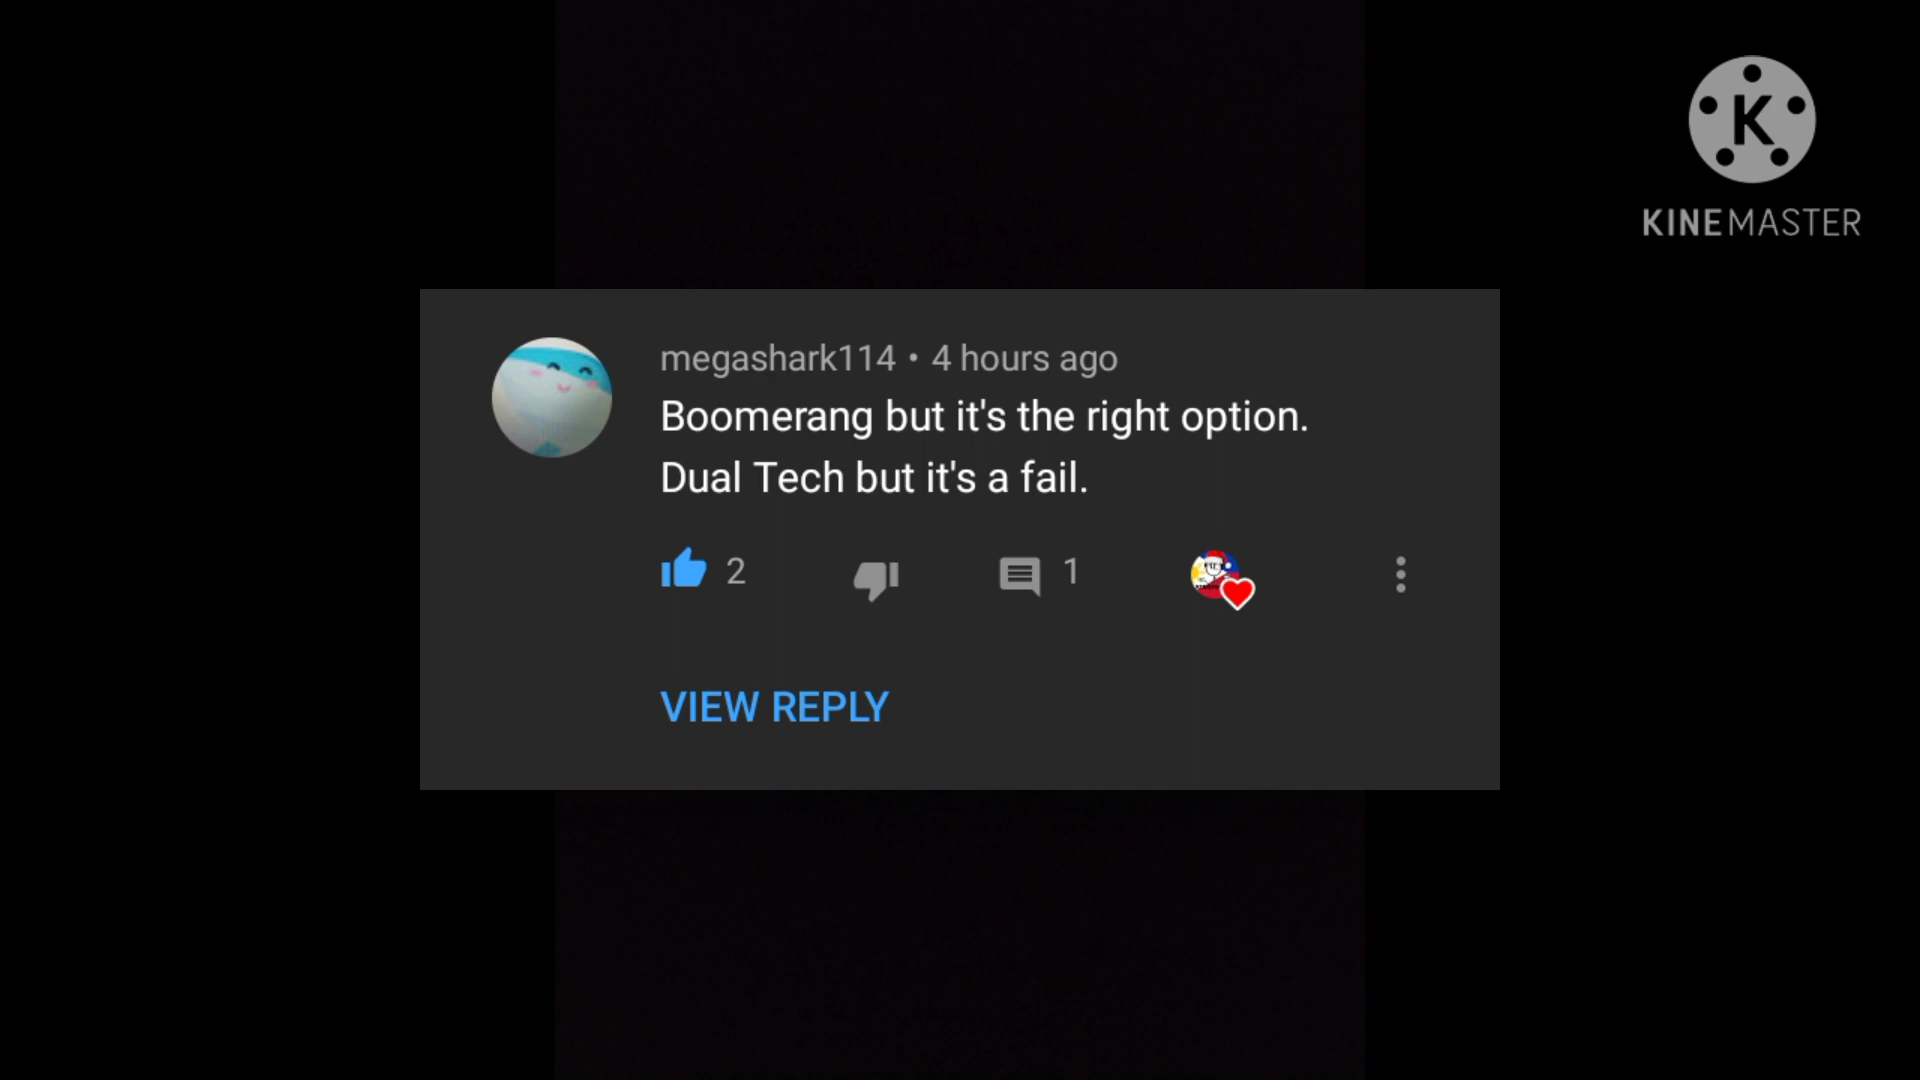 K
KINEMASTER
megashark114 • 4 hours ago
Boomerang but it's the right option.
Dual Tech but it's a fail.
2
1
VIEW REPLY